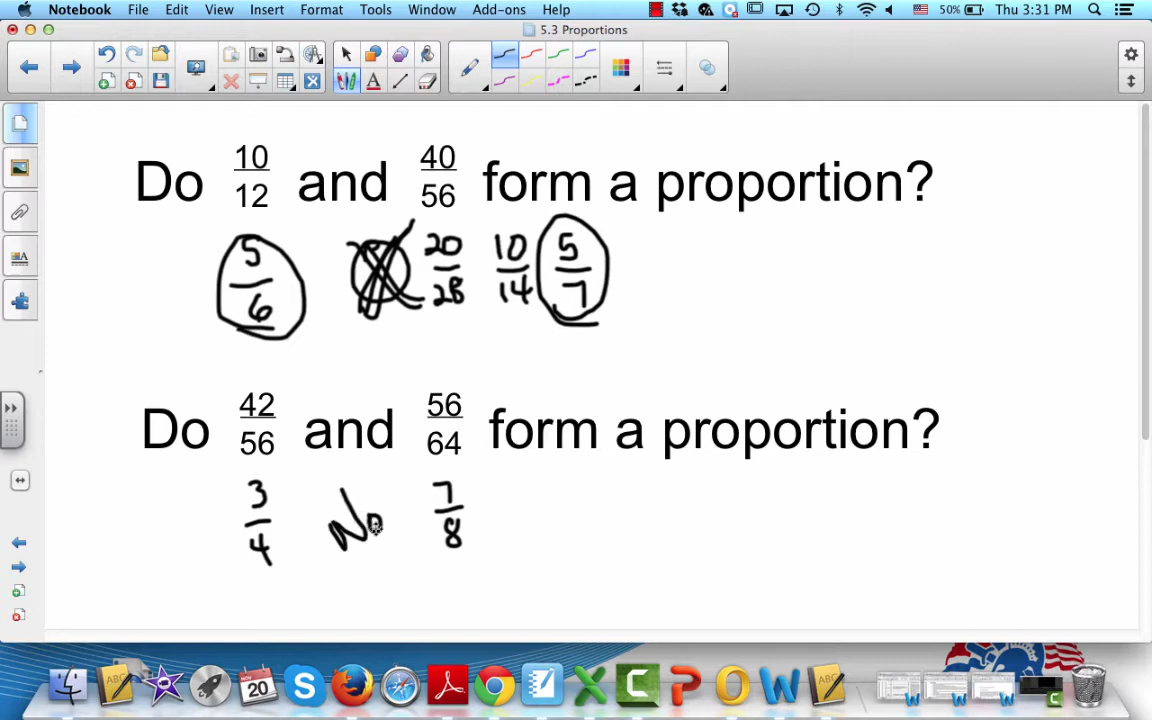 Notebook File Edit View Insert Format Tools Window Add-ons Help 50% Thu 3:31 PM
5.3 Proportions
Do 10/12 and 40/56 form a proportion?
5/6 20/28 10/14 5/7
Do 42/56 and 56/64 form a proportion?
3/4 No 7/8
NOV 20